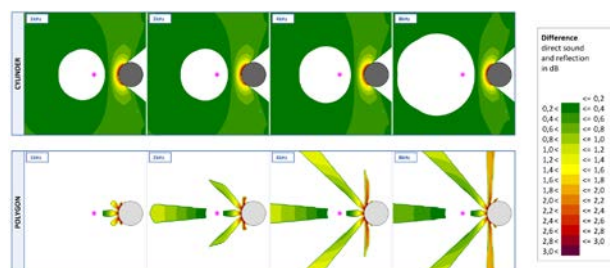 1kHz
2kHz
4kHz
8kHz
CYLINDER
1kHz
2kHz
4kHz
8kHz
POLYGON
Difference
direct sound
and reflection
in dB
<= 0,2
0,2 < <= 0,4
0,4 < <= 0,6
0,6 < <= 0,8
0,8 < <= 1,0
1,0 < <= 1,2
1,2 < <= 1,4
1,4 < <= 1,6
1,6 < <= 1,8
1,8 < <= 2,0
2,0 < <= 2,2
2,2 < <= 2,4
2,4 < <= 2,6
2,6 < <= 2,8
2,8 < <= 3,0
3,0 <